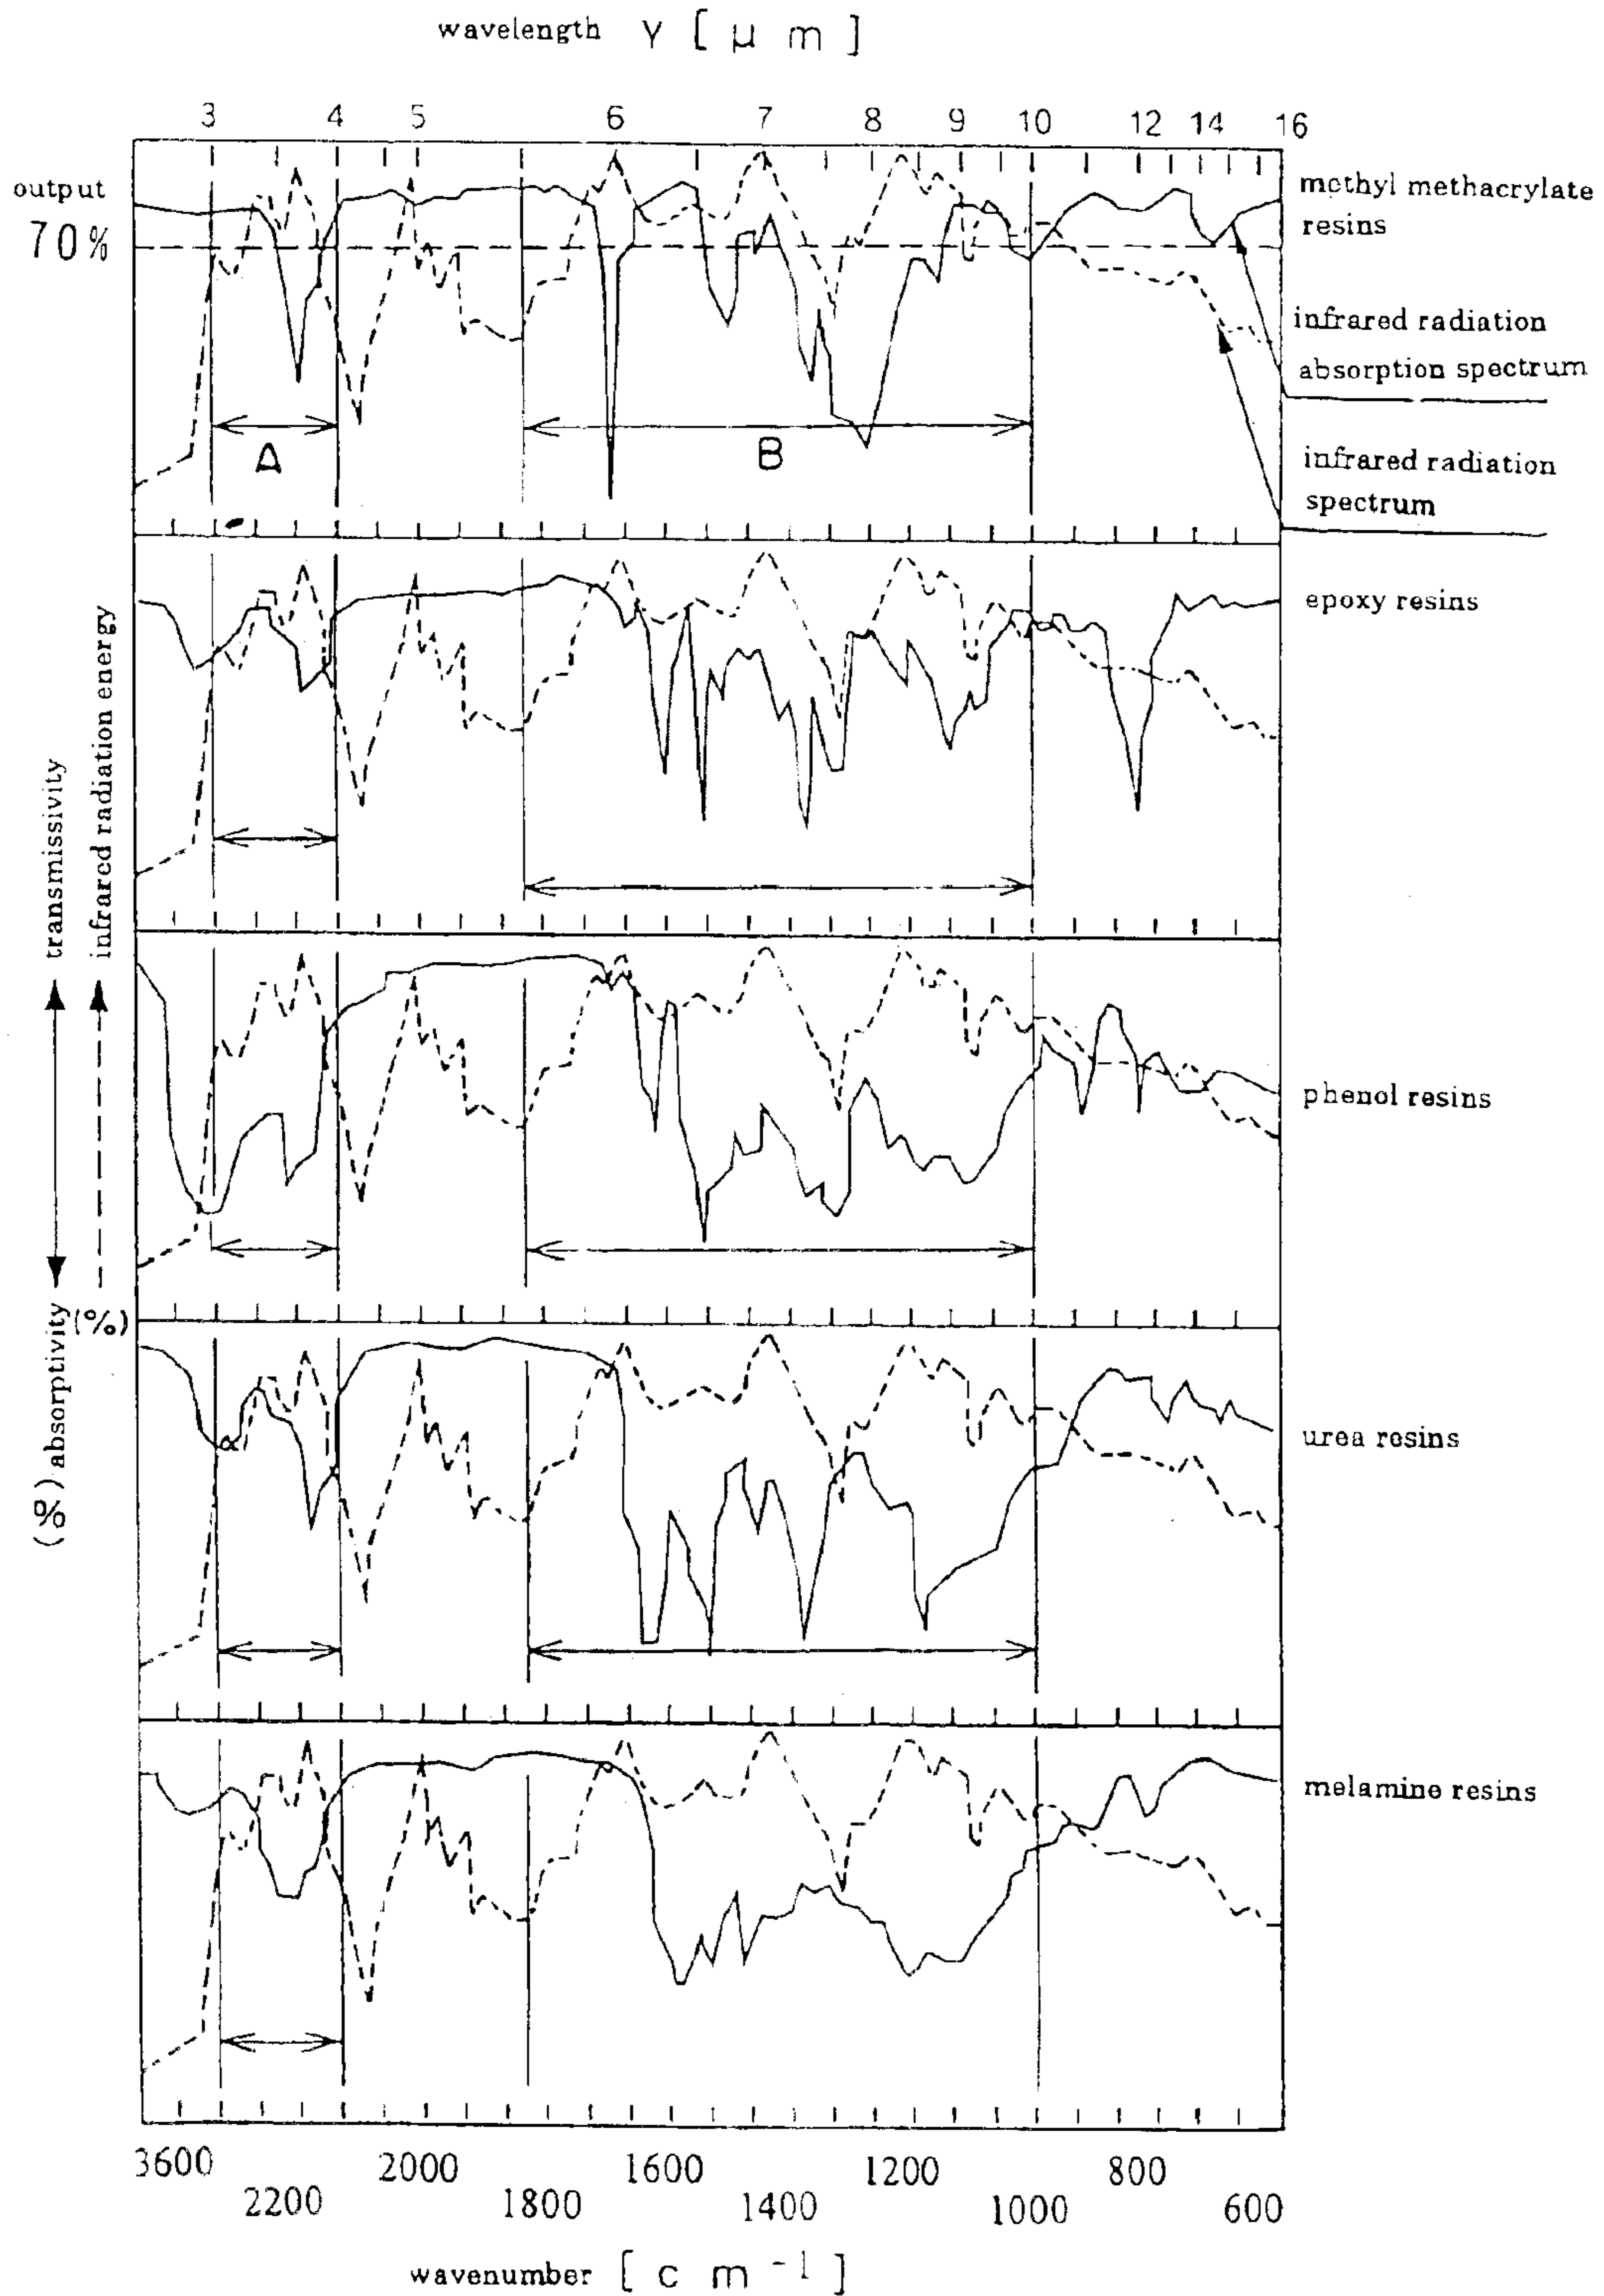 wavelength γ [ μ m ]
3 4 5 6 7 8 9 10 12 14 16
output
70%
methyl methacrylate
resins
infrared radiation
absorption spectrum
infrared radiation
spectrum
A
B
epoxy resins
phenol resins
urea resins
melamine resins
transmissivity
infrared radiation energy
(%) absorptivity
(%)
3600 2000 1600 1200 800
2200 1800 1400 1000 600
wavenumber [ c m ⁻¹ ]